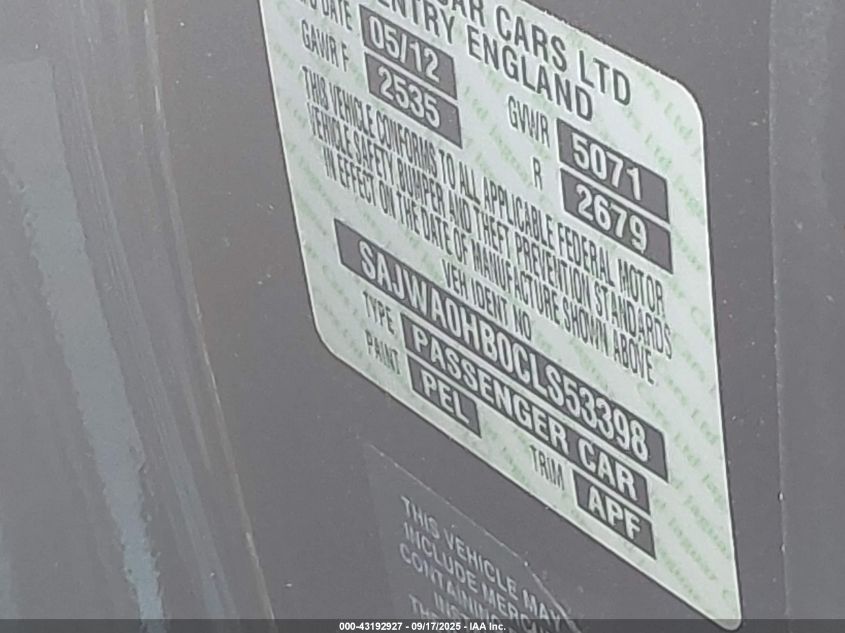 CARS LTD
ENGLAND
DATE 05/12
GVWR 5071
GAWR F 2535
R 2679
THIS VEHICLE CONFORMS TO ALL APPLICABLE FEDERAL MOTOR
VEHICLE SAFETY BUMPER AND THEFT PREVENTION STANDARDS
IN EFFECT ON THE DATE OF MANUFACTURE SHOWN ABOVE
VEH IDENT NO
SAJWA0HB0CLS53398
TYPE PASSENGER CAR
PAINT PEL
TRIM APF
THIS VEHICLE MAY
INCLUDE MERCU
CONTAINING
000-43192927 - 09/17/2025 - IAA Inc.